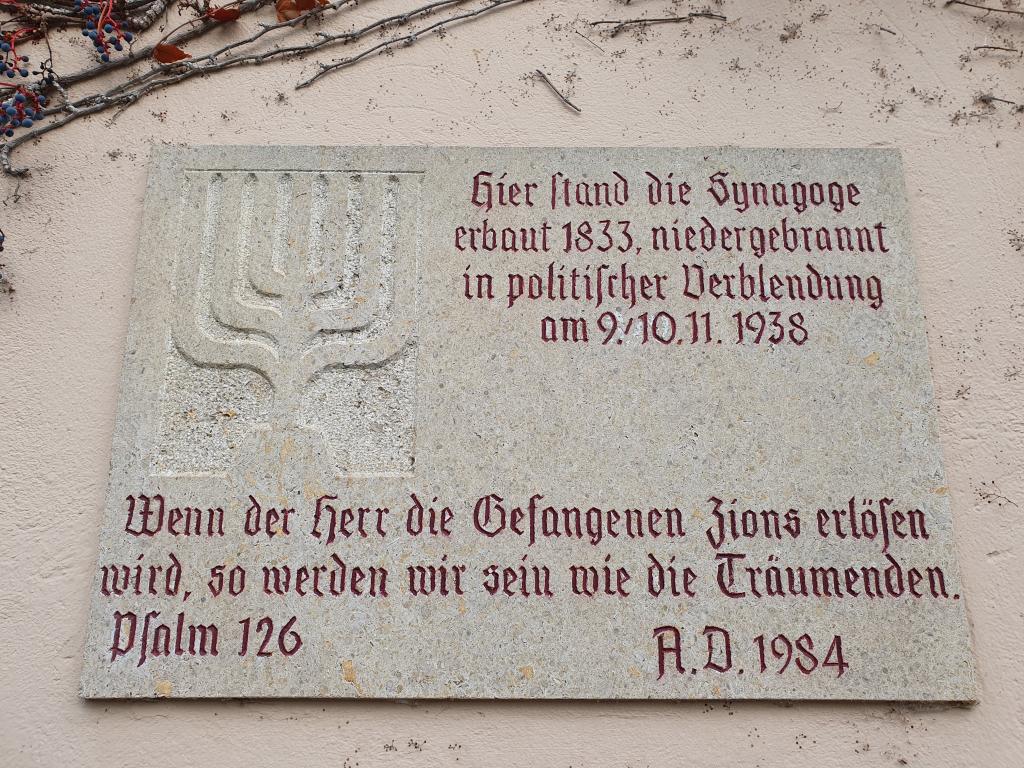 Hier ſtand die Synagoge
erbaut 1833, niedergebrannt
in politiſcher Verblendung
am 9./10.11. 1938
Wenn der Herr die Gefangenen Zions erlöſen
wird, so werden wir sein wie die Träumenden.
Pſalm 126
A.D. 1984